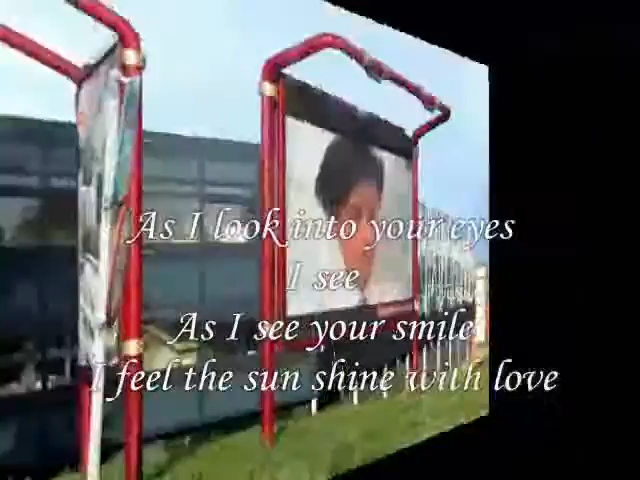 As I look into your eyes
I see
As I see your smile
I feel the sun shine with love